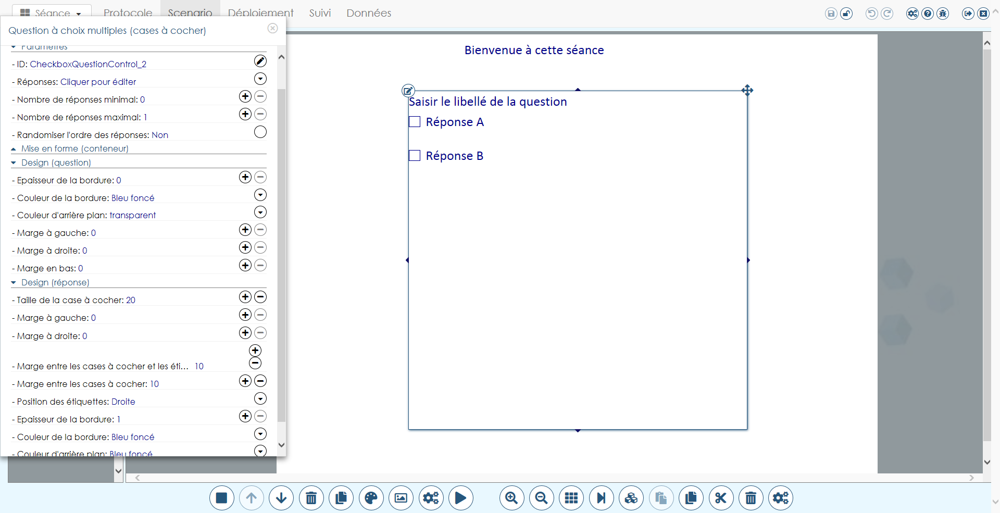 Séance
Protocole
Scenario
Déploiement
Suivi
Données
Question à choix multiples (cases à cocher)
Paramètres
- ID: CheckboxQuestionControl_2
- Réponses: Cliquer pour éditer
- Nombre de réponses minimal: 0
- Nombre de réponses maximal: 1
- Randomiser l'ordre des réponses: Non
Mise en forme (conteneur)
Design (question)
- Epaisseur de la bordure: 0
- Couleur de la bordure: Bleu foncé
- Couleur d'arrière plan: transparent
- Marge à gauche: 0
- Marge à droite: 0
- Marge en bas: 0
Design (réponse)
- Taille de la case à cocher: 20
- Marge à gauche: 0
- Marge à droite: 0
- Marge entre les cases à cocher et les éti... 10
- Marge entre les cases à cocher: 10
- Position des étiquettes: Droite
- Epaisseur de la bordure: 1
- Couleur de la bordure: Bleu foncé
- Couleur d'arrière plan: Bleu foncé
Bienvenue à cette séance
Saisir le libellé de la question
Réponse A
Réponse B